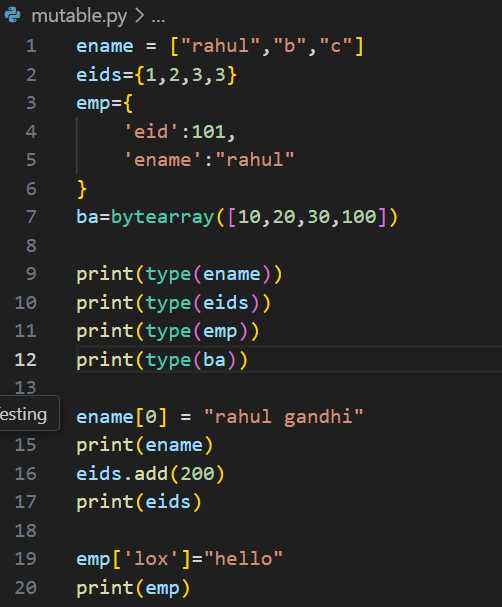 mutable.py > ...
1 ename = ["rahul","b","c"]
2 eids={1,2,3,3}
3 emp={
4     'eid':101,
5     'ename':"rahul"
6 }
7 ba=bytearray([10,20,30,100])
8
9 print(type(ename))
10 print(type(eids))
11 print(type(emp))
12 print(type(ba))
13
ename[0] = "rahul gandhi"
15 print(ename)
16 eids.add(200)
17 print(eids)
18
19 emp['lox']="hello"
20 print(emp)